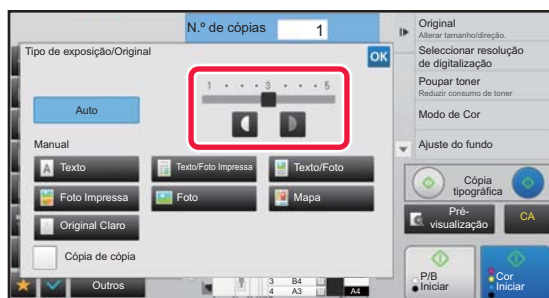 N.º de cópias 1
Tipo de exposição/Original
OK
1 • • • 3 • • • 5
Auto
Manual
Texto
Texto/Foto Impressa
Texto/Foto
Foto Impressa
Foto
Mapa
Original Claro
Cópia de cópia
Outros
3 B4
4 A3
A4
Original
Alterar tamanho/direção.
Seleccionar resolução
de digitalização
Poupar toner
Reduzir consumo de toner
Modo de Cor
Ajuste do fundo
Cópia
tipográfica
Pré-
visualização
CA
P/B
Iniciar
Cor
Iniciar